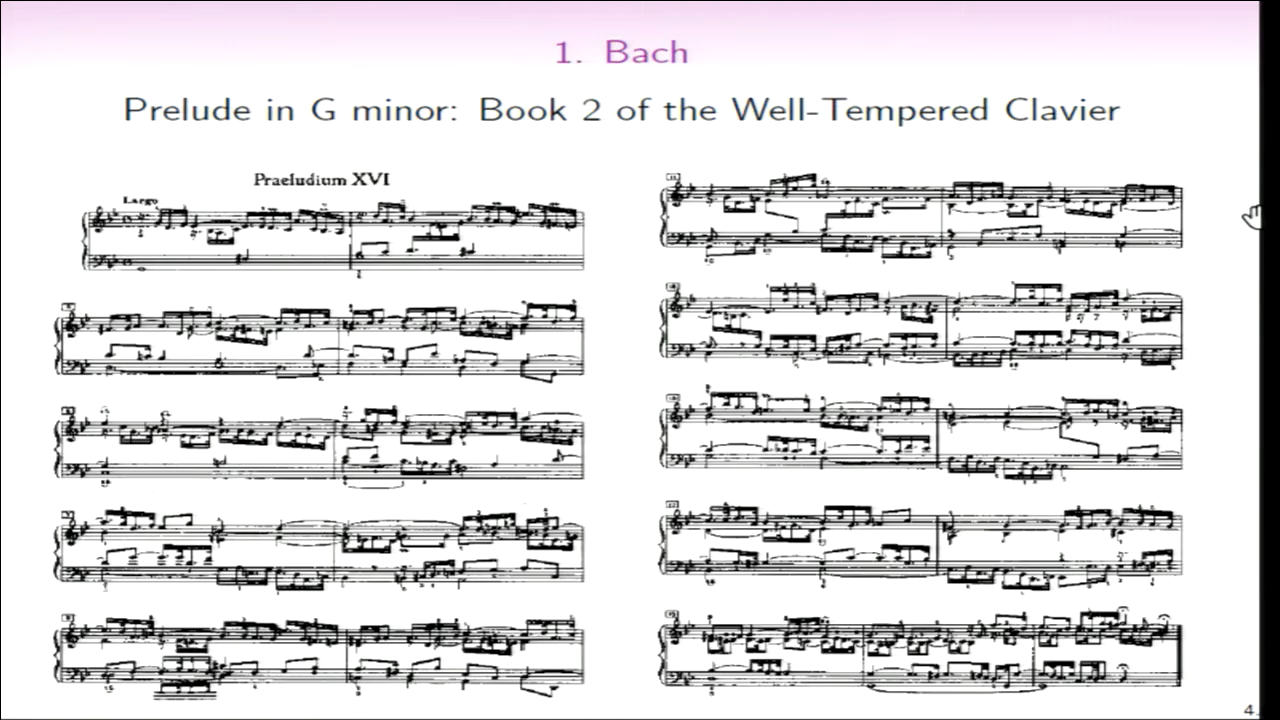 1. Bach
Prelude in G minor: Book 2 of the Well-Tempered Clavier
Praeludium XVI
Largo
4